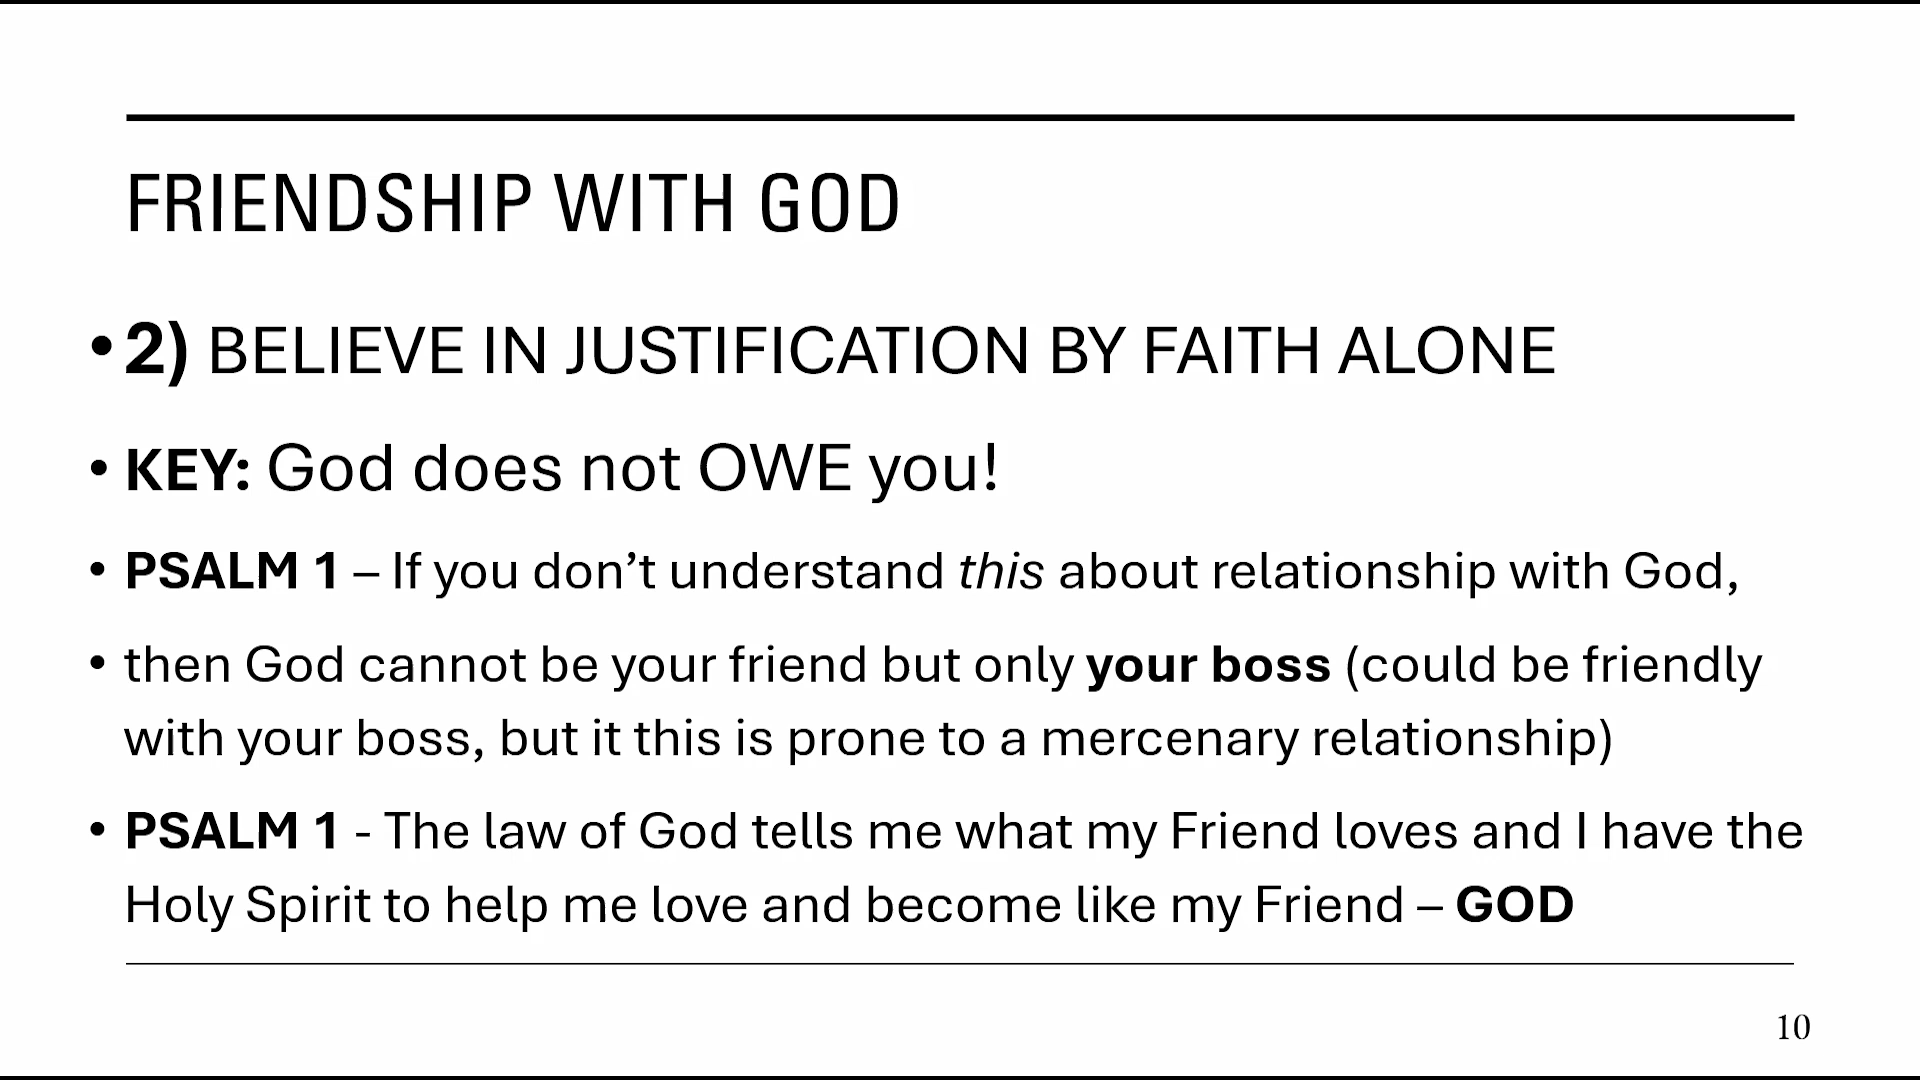 FRIENDSHIP WITH GOD
• 2) BELIEVE IN JUSTIFICATION BY FAITH ALONE
• KEY: God does not OWE you!
• PSALM 1 – If you don’t understand this about relationship with God,
• then God cannot be your friend but only your boss (could be friendly
with your boss, but it this is prone to a mercenary relationship)
• PSALM 1 - The law of God tells me what my Friend loves and I have the
Holy Spirit to help me love and become like my Friend – GOD
10